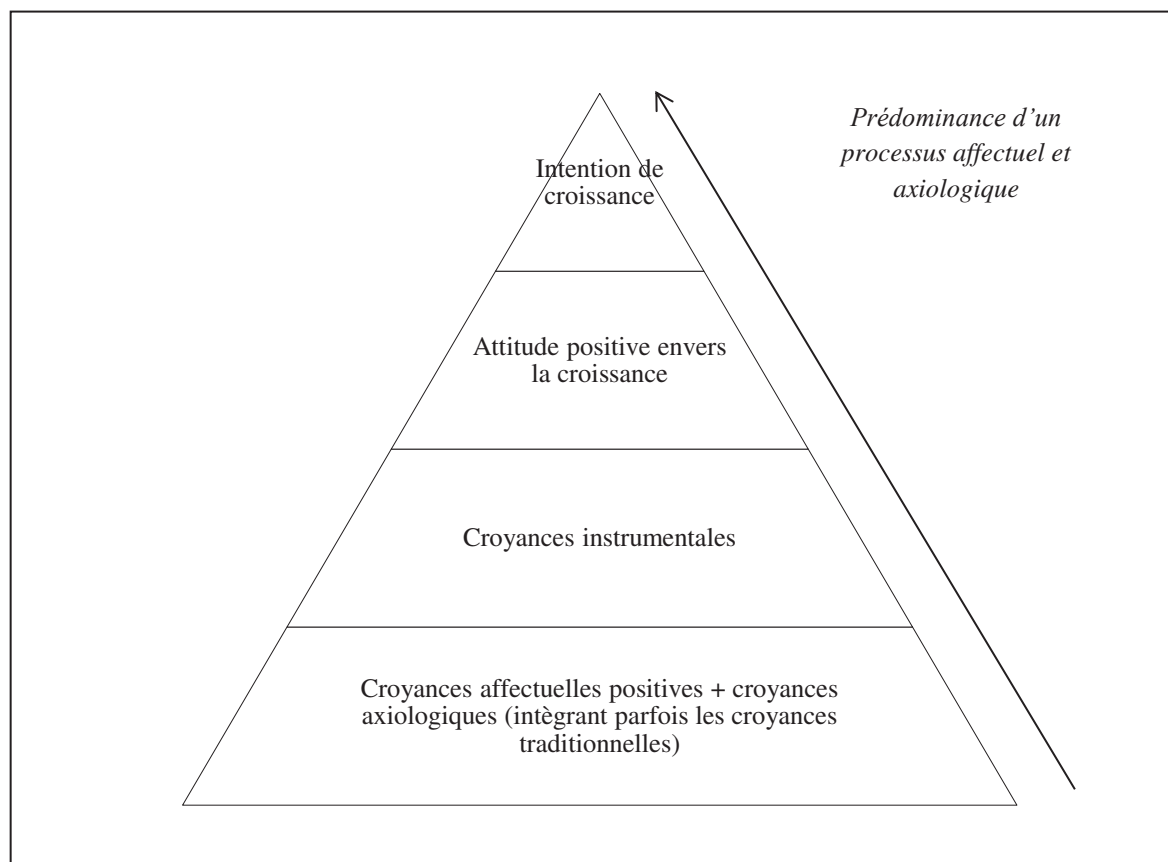 Prédominance d’un
processus affectuel et
axiologique
Intention de
croissance
Attitude positive envers
la croissance
Croyances instrumentales
Croyances affectuelles positives + croyances
axiologiques (intègrant parfois les croyances
traditionnelles)